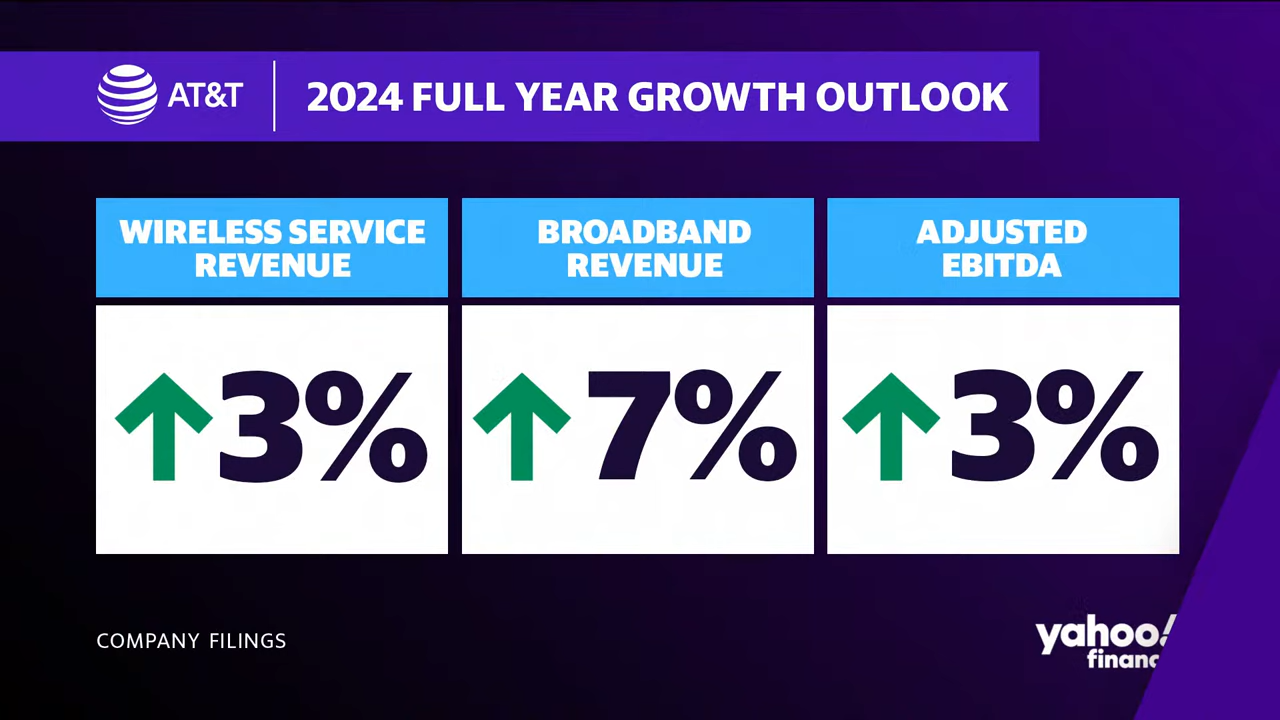 AT&T
2024 FULL YEAR GROWTH OUTLOOK
WIRELESS SERVICE
REVENUE
3%
BROADBAND
REVENUE
7%
ADJUSTED
EBITDA
3%
COMPANY FILINGS
yahoo!
financ